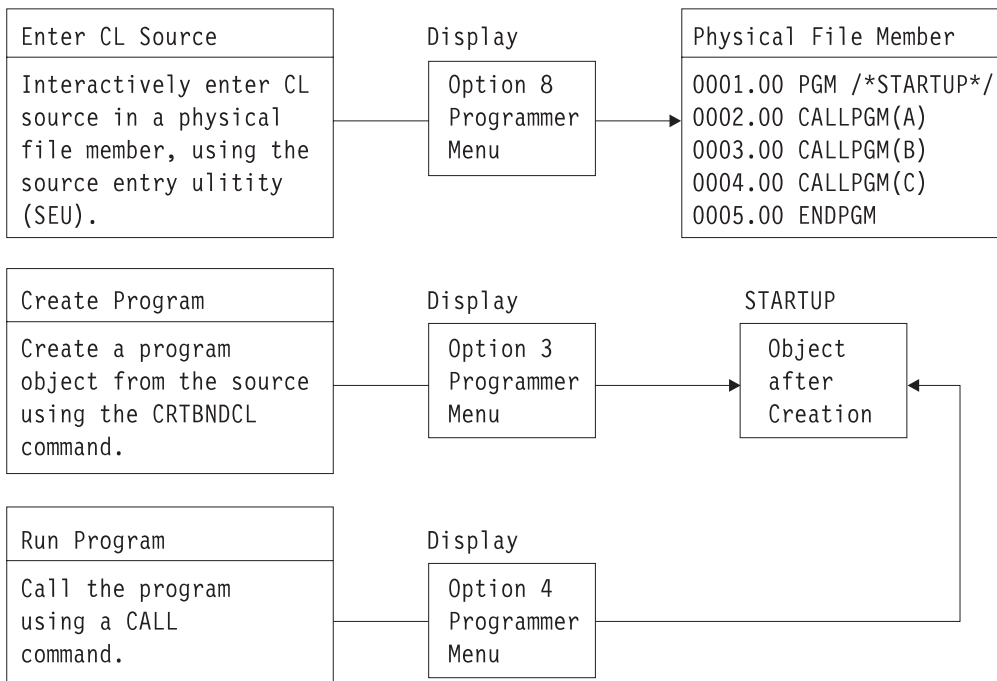 Enter CL Source
Interactively enter CL
source in a physical
file member, using the
source entry ulitity
(SEU).
Display
Option 8
Programmer
Menu
Physical File Member
0001.00 PGM /*STARTUP*/
0002.00 CALLPGM(A)
0003.00 CALLPGM(B)
0004.00 CALLPGM(C)
0005.00 ENDPGM
Create Program
Create a program
object from the source
using the CRTBNDCL
command.
Display
Option 3
Programmer
Menu
STARTUP
Object
after
Creation
Run Program
Call the program
using a CALL
command.
Display
Option 4
Programmer
Menu